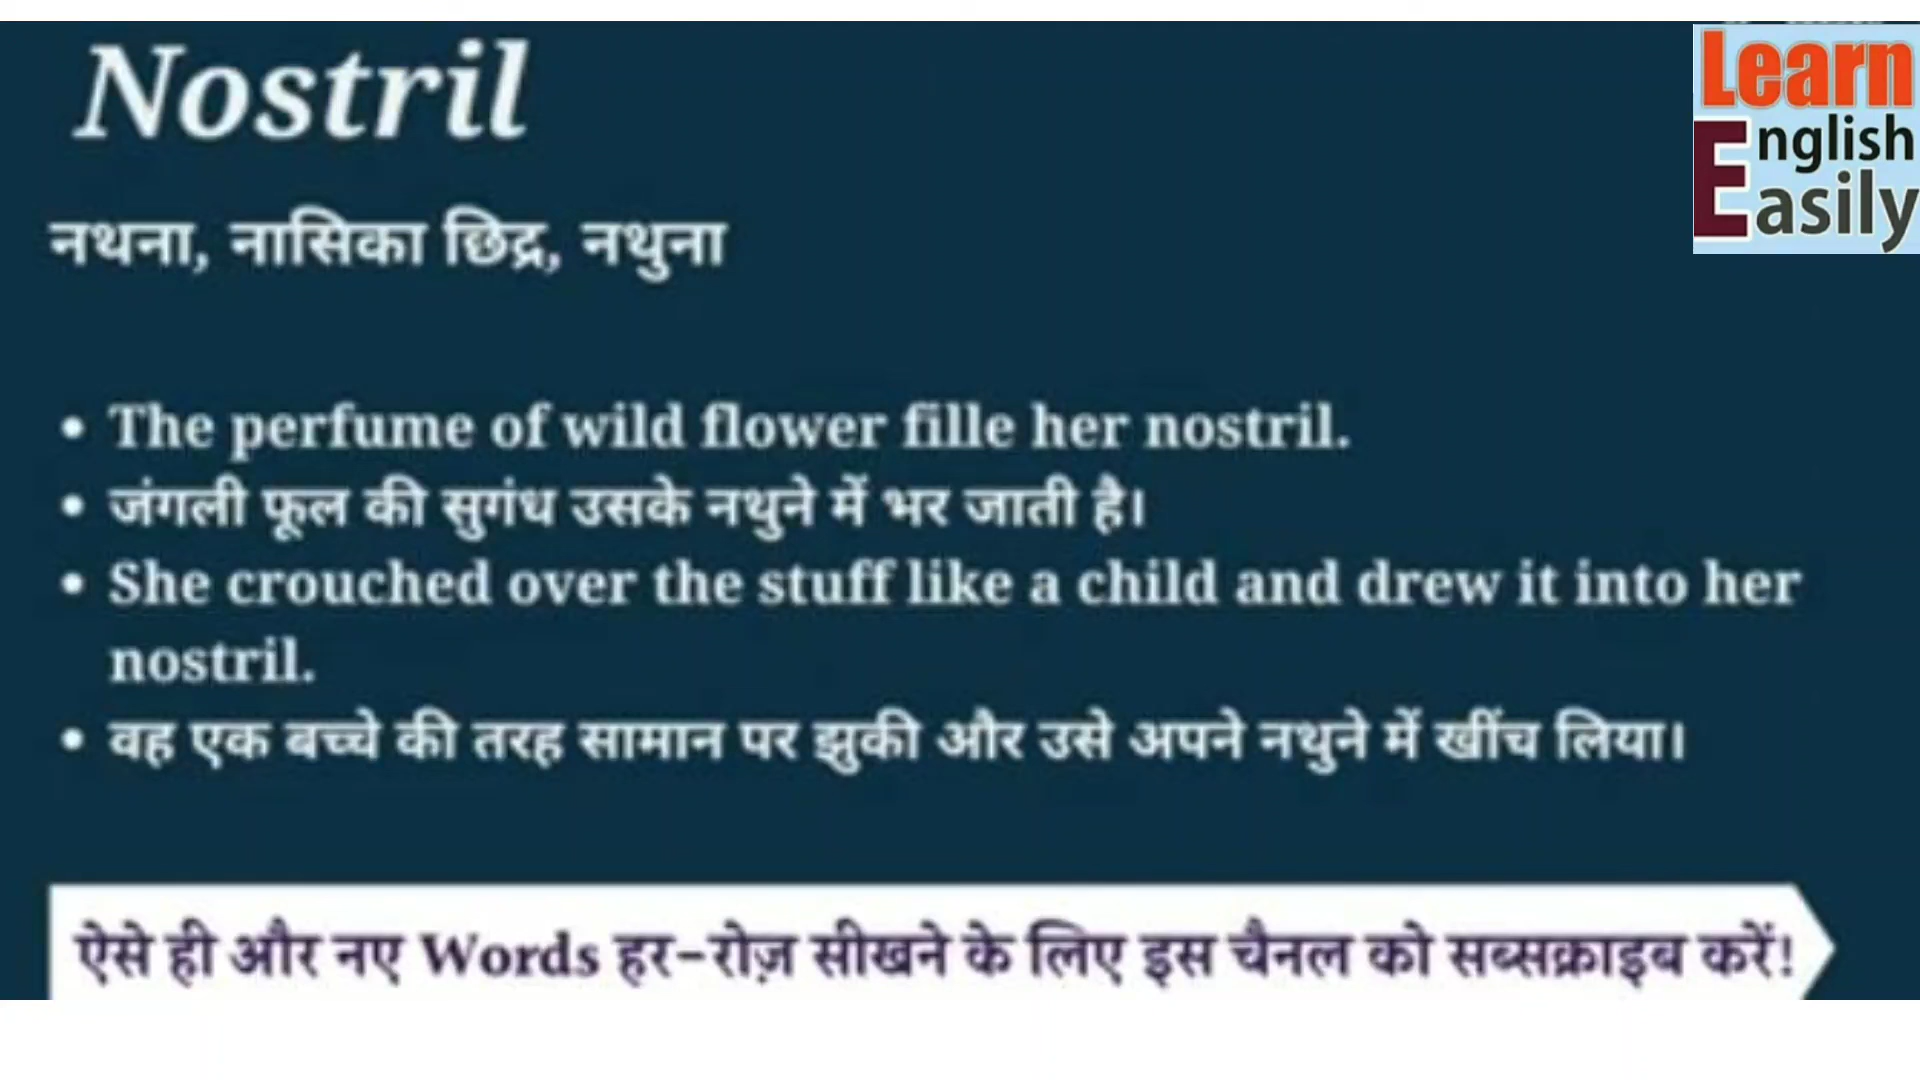 Nostril
Learn
English
Easily
नथना, नासिका छिद्र, नथुना
• The perfume of wild flower fille her nostril.
• जंगली फूल की सुगंध उसके नथुने में भर जाती है।
• She crouched over the stuff like a child and drew it into her
nostril.
• वह एक बच्चे की तरह सामान पर झुकी और उसे अपने नथुने में खींच लिया।
ऐसे ही और नए Words हर-रोज़ सीखने के लिए इस चैनल को सब्सक्राइब करें!